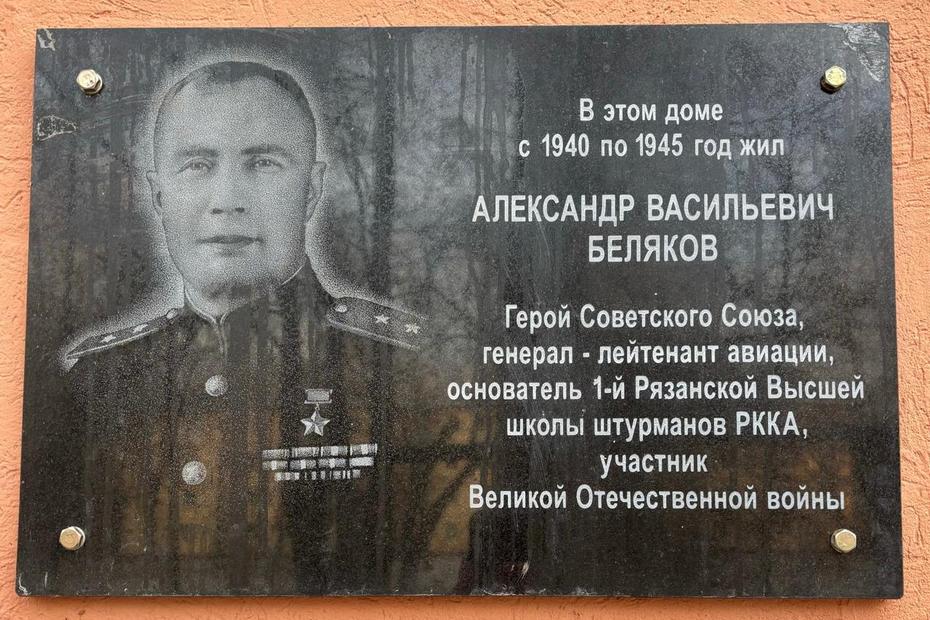 В этом доме
с 1940 по 1945 год жил
АЛЕКСАНДР ВАСИЛЬЕВИЧ
БЕЛЯКОВ
Герой Советского Союза,
генерал - лейтенант авиации,
основатель 1-й Рязанской Высшей
школы штурманов РККА,
участник
Великой Отечественной войны